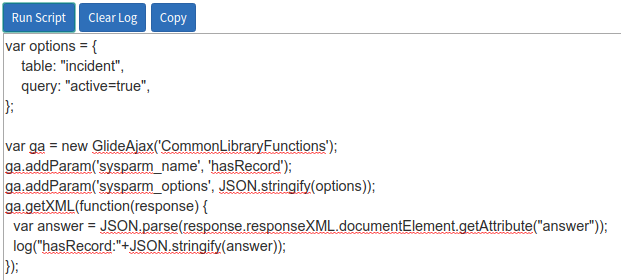 Run Script Clear Log Copy
var options = {
    table: "incident",
    query: "active=true",
};

var ga = new GlideAjax('CommonLibraryFunctions');
ga.addParam('sysparm_name', 'hasRecord');
ga.addParam('sysparm_options', JSON.stringify(options));
ga.getXML(function(response) {
  var answer = JSON.parse(response.responseXML.documentElement.getAttribute("answer"));
  log("hasRecord:"+JSON.stringify(answer));
});